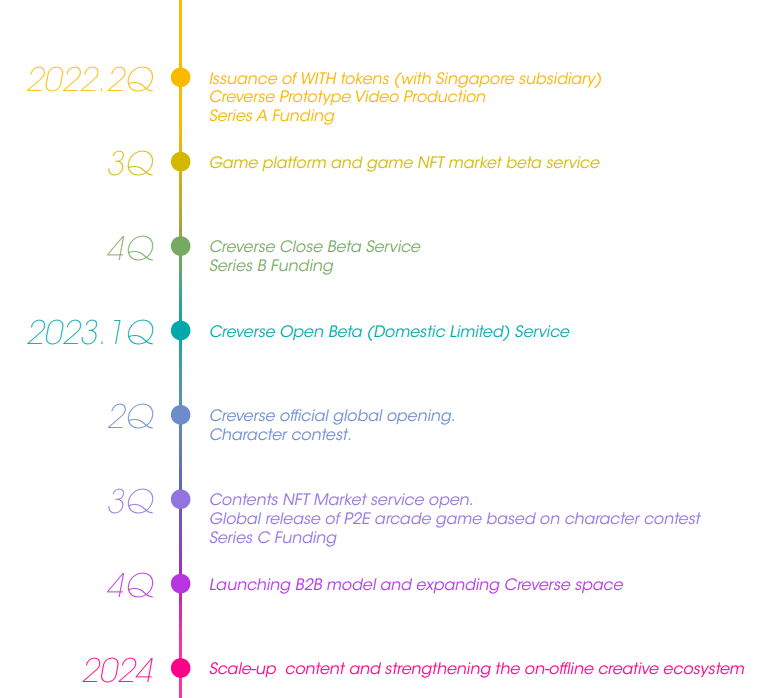 2022.2Q
Issuance of WITH tokens (with Singapore subsidiary)
Creverse Prototype Video Production
Series A Funding
3Q
Game platform and game NFT market beta service
4Q
Creverse Close Beta Service
Series B Funding
2023.1Q
Creverse Open Beta (Domestic Limited) Service
2Q
Creverse official global opening.
Character contest.
3Q
Contents NFT Market service open.
Global release of P2E arcade game based on character contest
Series C Funding
4Q
Launching B2B model and expanding Creverse space
2024
Scale-up  content and strengthening the on-offline creative ecosystem